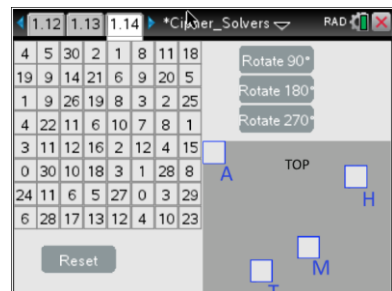 1.12 1.13 1.14 *Cipher_Solvers RAD
4 5 30 2 1 8 11 18
19 9 14 21 6 9 20 5
1 9 26 19 8 3 2 25
4 22 11 6 10 7 8 1
3 11 12 16 2 12 4 15
0 30 10 18 3 1 28 8
24 11 6 5 27 0 3 29
6 28 17 13 12 4 10 23
Reset
Rotate 90°
Rotate 180°
Rotate 270°
TOP
A
H
M
T